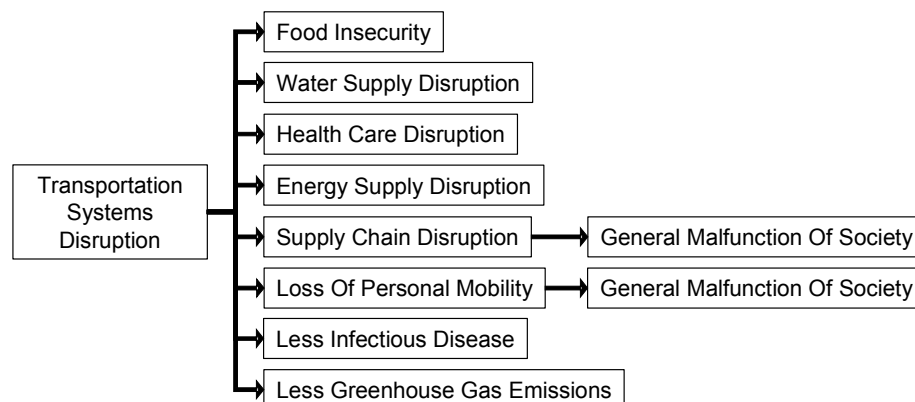 Food Insecurity
Water Supply Disruption
Health Care Disruption
Transportation
Systems
Disruption
Energy Supply Disruption
Supply Chain Disruption
General Malfunction Of Society
Loss Of Personal Mobility
General Malfunction Of Society
Less Infectious Disease
Less Greenhouse Gas Emissions